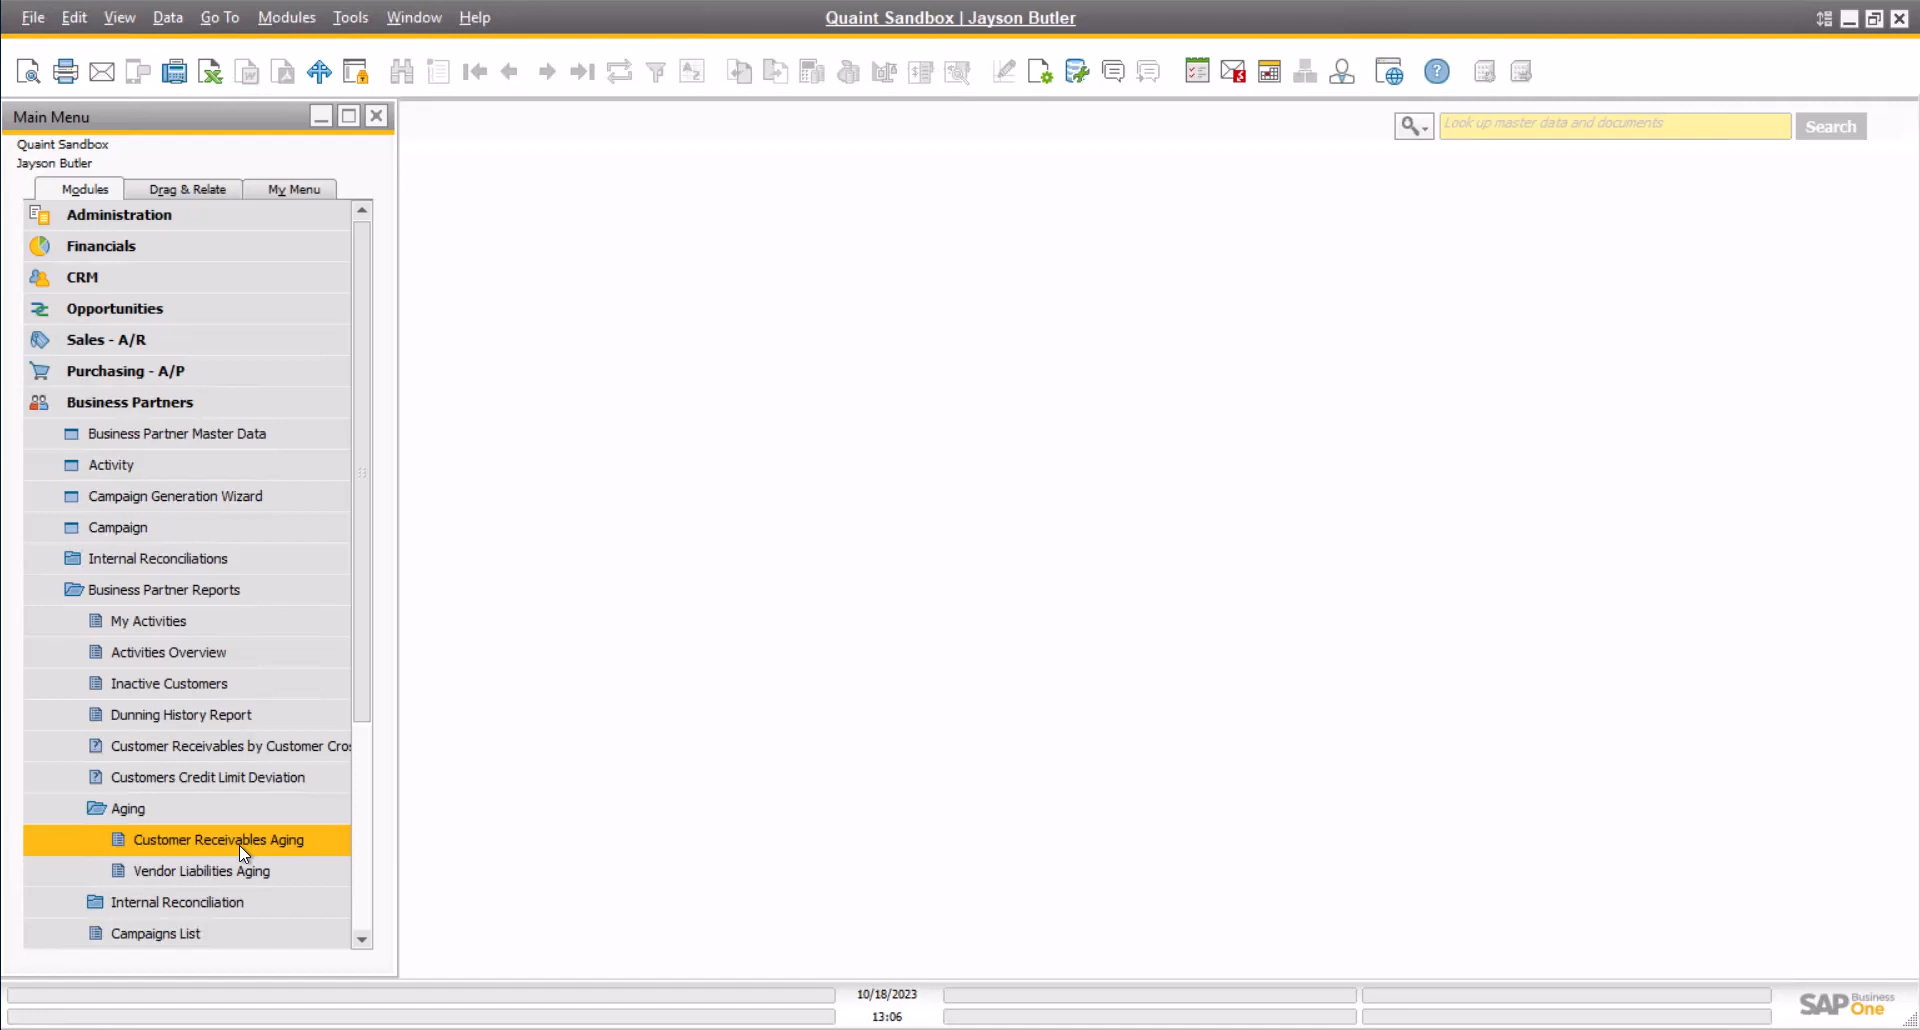 File Edit View Data Go To Modules Tools Window Help
Quaint Sandbox | Jayson Butler
Main Menu
Look up master data and documents
Search
Quaint Sandbox
Jayson Butler
Modules
Drag & Relate
My Menu
Administration
Financials
CRM
Opportunities
Sales - A/R
Purchasing - A/P
Business Partners
Business Partner Master Data
Activity
Campaign Generation Wizard
Campaign
Internal Reconciliations
Business Partner Reports
My Activities
Activities Overview
Inactive Customers
Dunning History Report
Customer Receivables by Customer Cros
Customers Credit Limit Deviation
Aging
Customer Receivables Aging
Vendor Liabilities Aging
Internal Reconciliation
Campaigns List
10/18/2023
13:06
SAP Business One